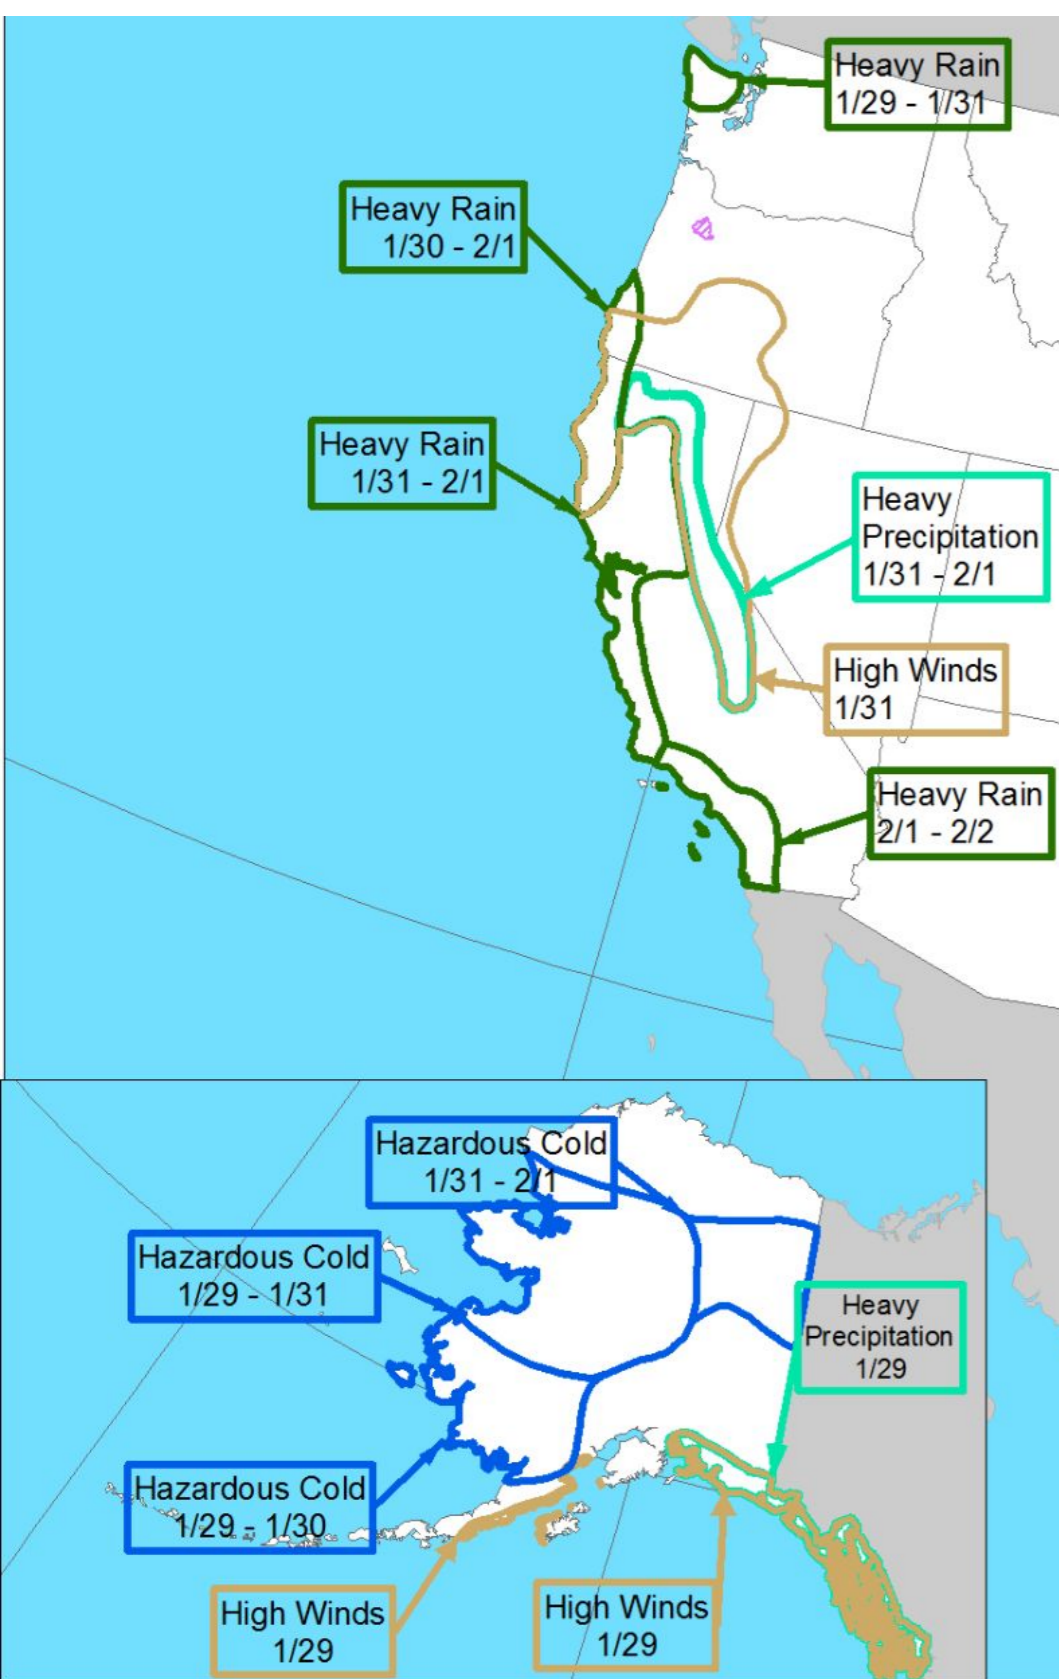 Heavy Rain
1/29 - 1/31
Heavy Rain
1/30 - 2/1
Heavy Rain
1/31 - 2/1
Heavy
Precipitation
1/31 - 2/1
High Winds
1/31
Heavy Rain
2/1 - 2/2
Hazardous Cold
1/31 - 2/1
Hazardous Cold
1/29 - 1/31
Heavy
Precipitation
1/29
Hazardous Cold
1/29 - 1/30
High Winds
1/29
High Winds
1/29